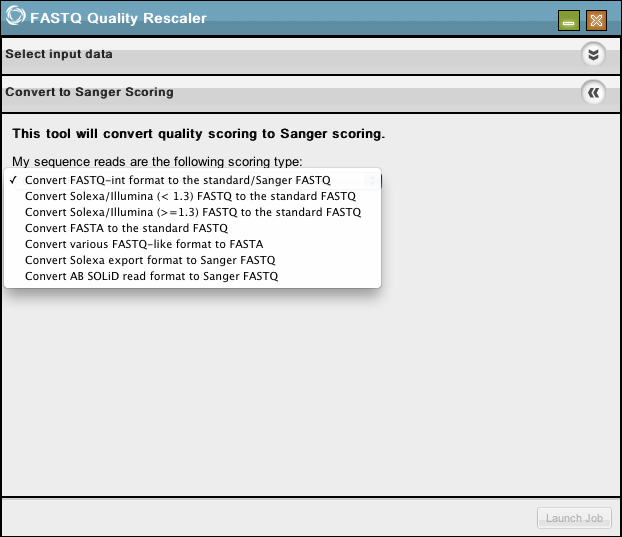 FASTQ Quality Rescaler
Select input data
Convert to Sanger Scoring
This tool will convert quality scoring to Sanger scoring.
My sequence reads are the following scoring type:
✓ Convert FASTQ-int format to the standard/Sanger FASTQ
Convert Solexa/Illumina (< 1.3) FASTQ to the standard FASTQ
Convert Solexa/Illumina (>=1.3) FASTQ to the standard FASTQ
Convert FASTA to the standard FASTQ
Convert various FASTQ-like format to FASTA
Convert Solexa export format to Sanger FASTQ
Convert AB SOLiD read format to Sanger FASTQ
Launch Job